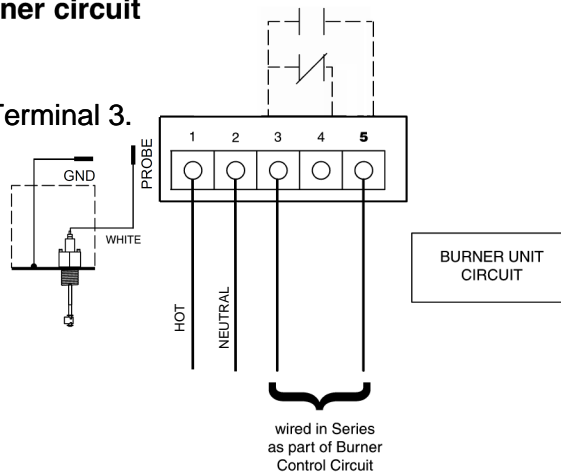 ner circuit
Terminal 3.
1 2 3 4 5
GND
PROBE
WHITE
HOT
NEUTRAL
BURNER UNIT
CIRCUIT
wired in Series
as part of Burner
Control Circuit